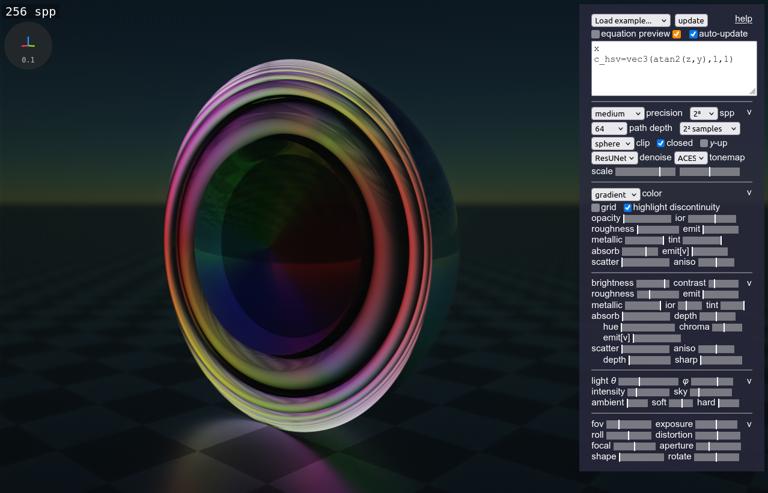 256 spp
0.1
Load example... update help
equation preview auto-update
x
c_hsv=vec3(atan2(z,y),1,1)
medium precision 2⁸ spp v
64 path depth 2² samples
sphere clip closed y-up
ResUNet denoise ACES tonemap
scale
gradient color v
grid highlight discontinuity
opacity ior
roughness emit
metallic tint
absorb emit[v]
scatter aniso
brightness contrast v
roughness emit
metallic ior tint
absorb depth
hue chroma
emit[v]
scatter aniso
depth sharp
light θ φ v
intensity sky
ambient soft hard
fov exposure v
roll distortion
focal aperture
shape rotate